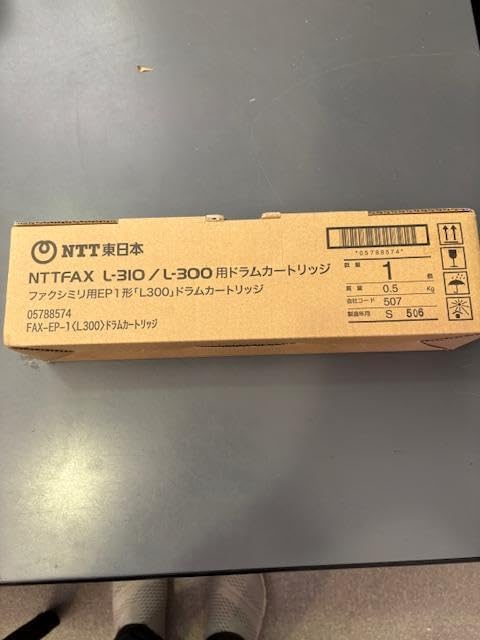 NTT東日本
NTTFAX L-310/L-300用ドラムカートリッジ
ファクシミリ用EP1形「L300」ドラムカートリッジ
05788574
FAX-EP-1<L300>ドラムカートリッジ
*05788574*
数量 1 個
質量 0.5 Kg
会社コード 507
製造年月 S 506